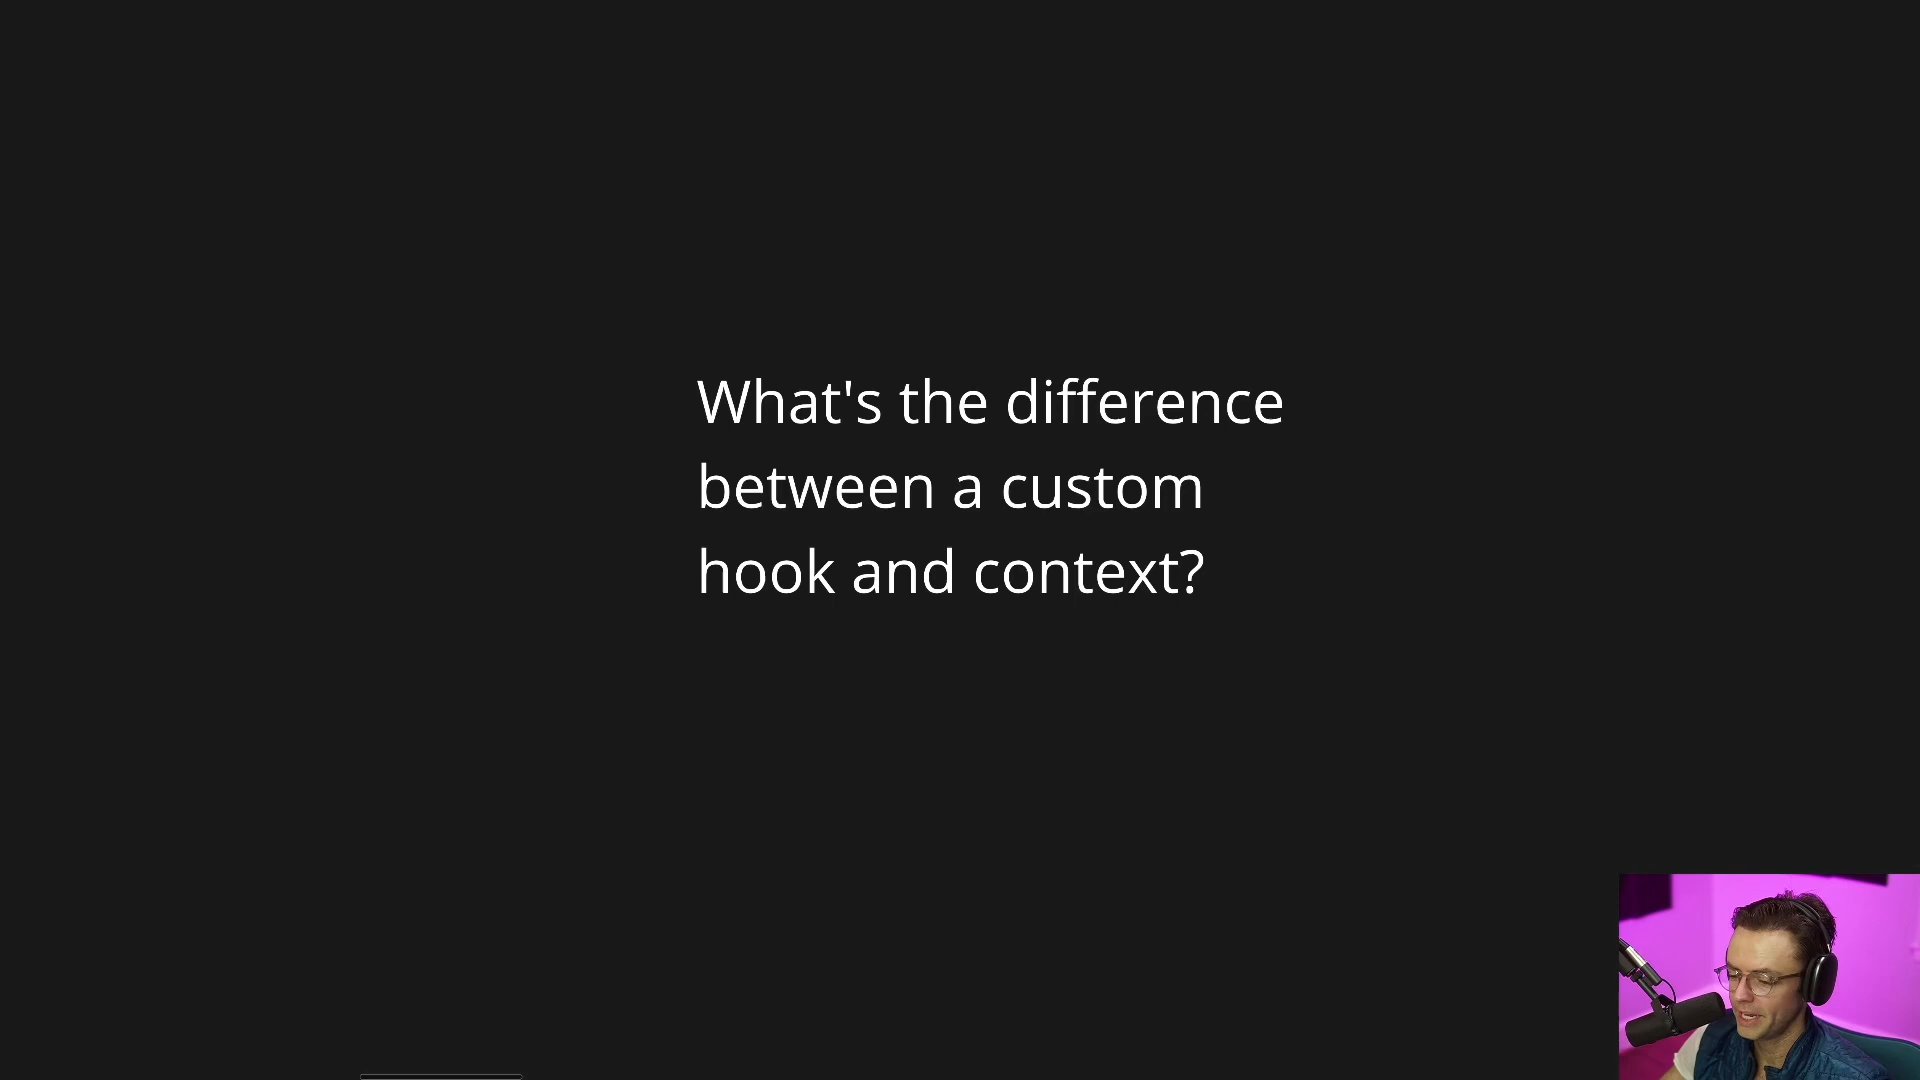 What's the difference
between a custom
hook and context?